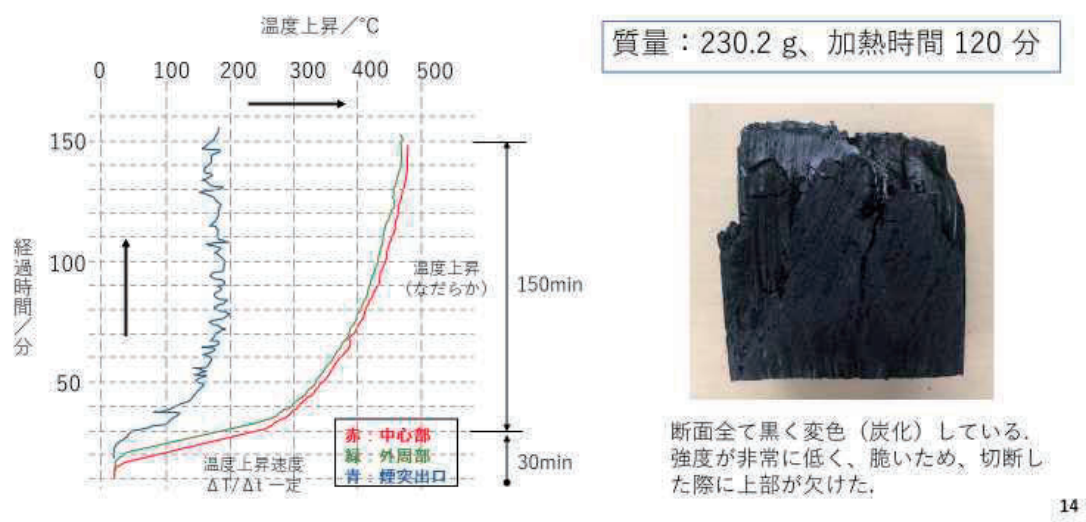 温度上昇／℃
0 100 200 300 400 500
質量：230.2 g、加熱時間 120 分
150
100
50
経過時間／分
温度上昇
(なだらか)
150min
30min
温度上昇速度
ΔT/Δt 一定
赤：中心部
緑：外周部
青：煙突出口
断面全て黒く変色（炭化）している.
強度が非常に低く、脆いため、切断し
た際に上部が欠けた.
14